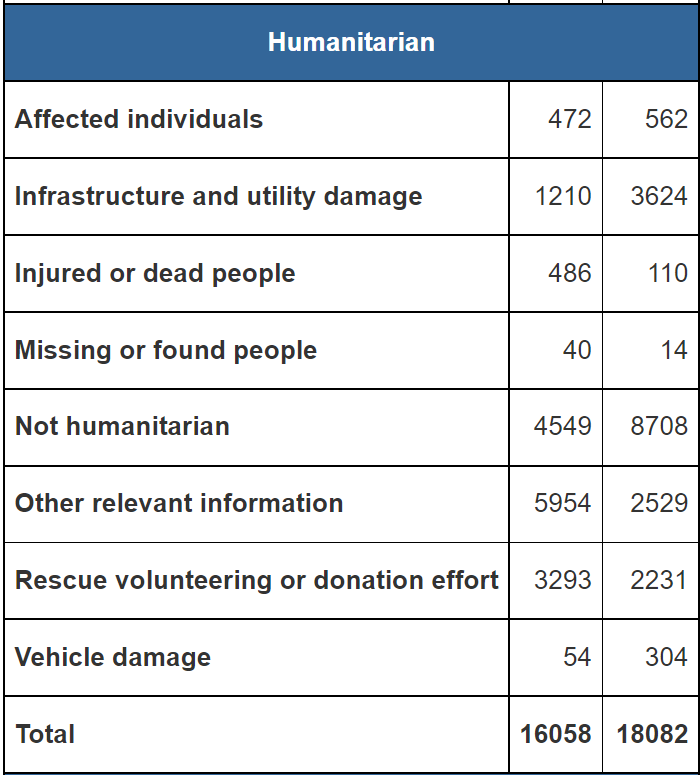 Humanitarian
Affected individuals 472 562
Infrastructure and utility damage 1210 3624
Injured or dead people 486 110
Missing or found people 40 14
Not humanitarian 4549 8708
Other relevant information 5954 2529
Rescue volunteering or donation effort 3293 2231
Vehicle damage 54 304
Total 16058 18082